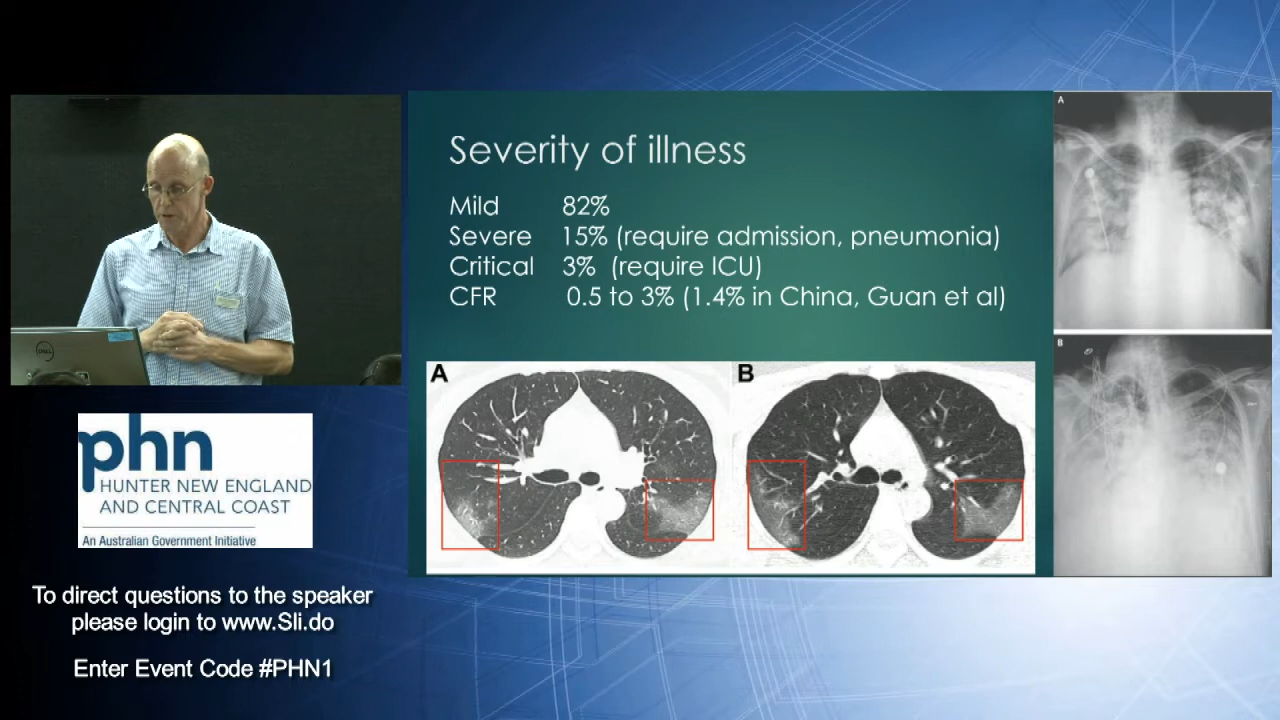 Severity of illness
Mild 82%
Severe 15% (require admission, pneumonia)
Critical 3% (require ICU)
CFR 0.5 to 3% (1.4% in China, Guan et al)
A
B
A
B
DELL
phn
HUNTER NEW ENGLAND
AND CENTRAL COAST
An Australian Government Initiative
To direct questions to the speaker
please login to www.Sli.do
Enter Event Code #PHN1